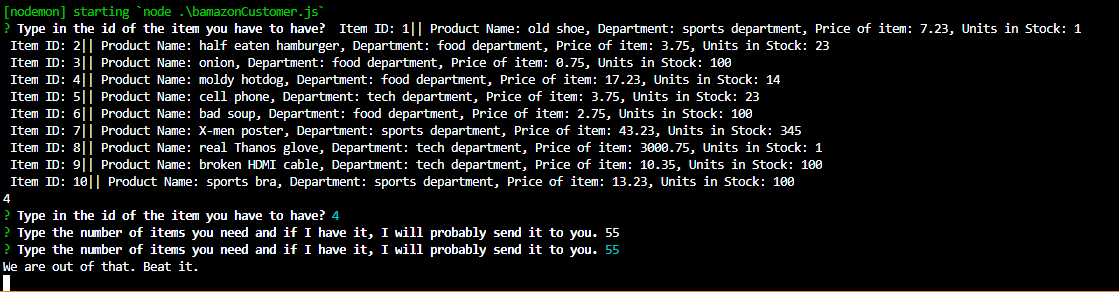 [nodemon] starting `node .\bamazonCustomer.js`
? Type in the id of the item you have to have?  Item ID: 1|| Product Name: old shoe, Department: sports department, Price of item: 7.23, Units in Stock: 1
Item ID: 2|| Product Name: half eaten hamburger, Department: food department, Price of item: 3.75, Units in Stock: 23
Item ID: 3|| Product Name: onion, Department: food department, Price of item: 0.75, Units in Stock: 100
Item ID: 4|| Product Name: moldy hotdog, Department: food department, Price of item: 17.23, Units in Stock: 14
Item ID: 5|| Product Name: cell phone, Department: tech department, Price of item: 3.75, Units in Stock: 23
Item ID: 6|| Product Name: bad soup, Department: food department, Price of item: 2.75, Units in Stock: 100
Item ID: 7|| Product Name: X-men poster, Department: sports department, Price of item: 43.23, Units in Stock: 345
Item ID: 8|| Product Name: real Thanos glove, Department: tech department, Price of item: 3000.75, Units in Stock: 1
Item ID: 9|| Product Name: broken HDMI cable, Department: tech department, Price of item: 10.35, Units in Stock: 100
Item ID: 10|| Product Name: sports bra, Department: sports department, Price of item: 13.23, Units in Stock: 100
4
? Type in the id of the item you have to have? 4
? Type the number of items you need and if I have it, I will probably send it to you. 55
? Type the number of items you need and if I have it, I will probably send it to you. 55
We are out of that. Beat it.